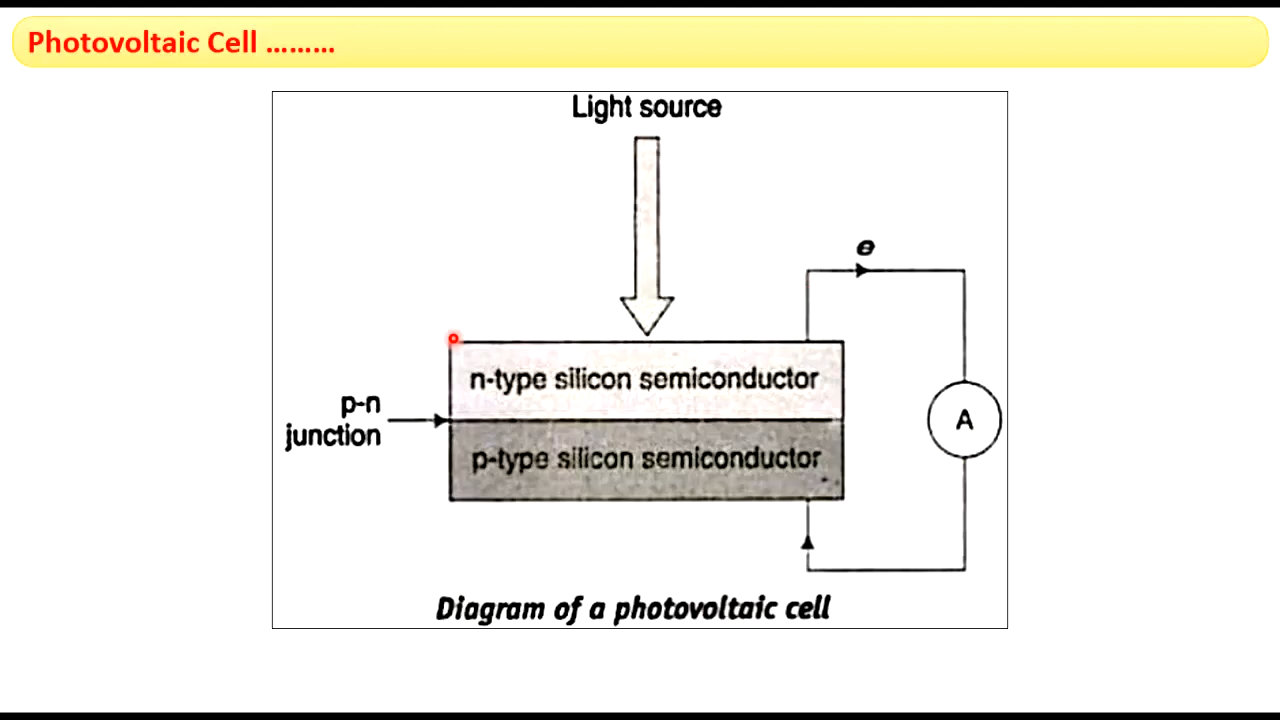 Photovoltaic Cell .........
Light source
e
n-type silicon semiconductor
p-n
junction
A
p-type silicon semiconductor
Diagram of a photovoltaic cell